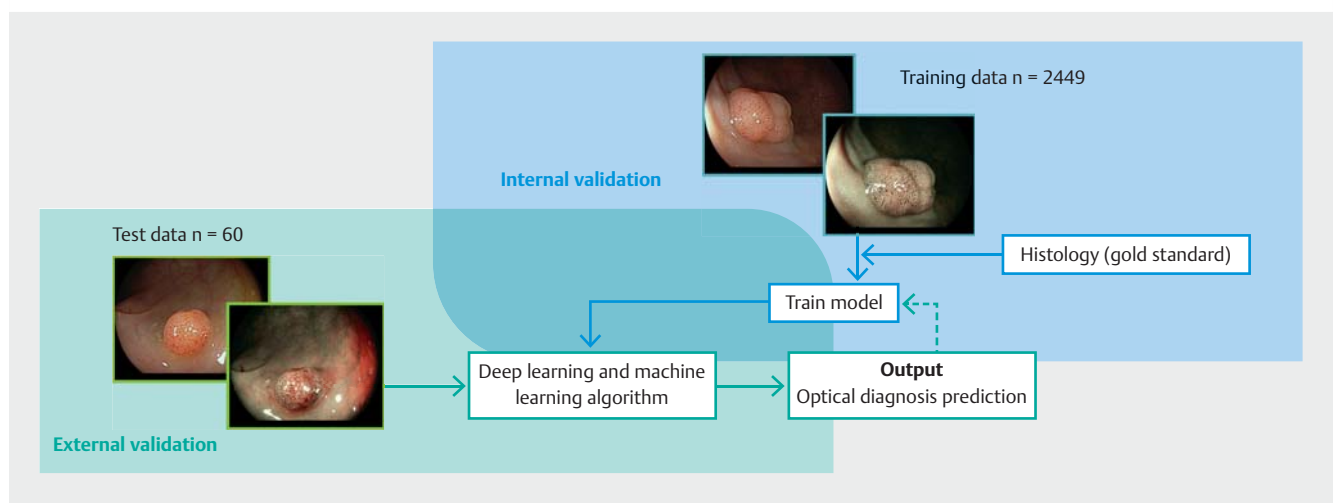 Training data n = 2449
Internal validation
Test data n = 60
Histology (gold standard)
Train model
Deep learning and machine
learning algorithm
Output
Optical diagnosis prediction
External validation